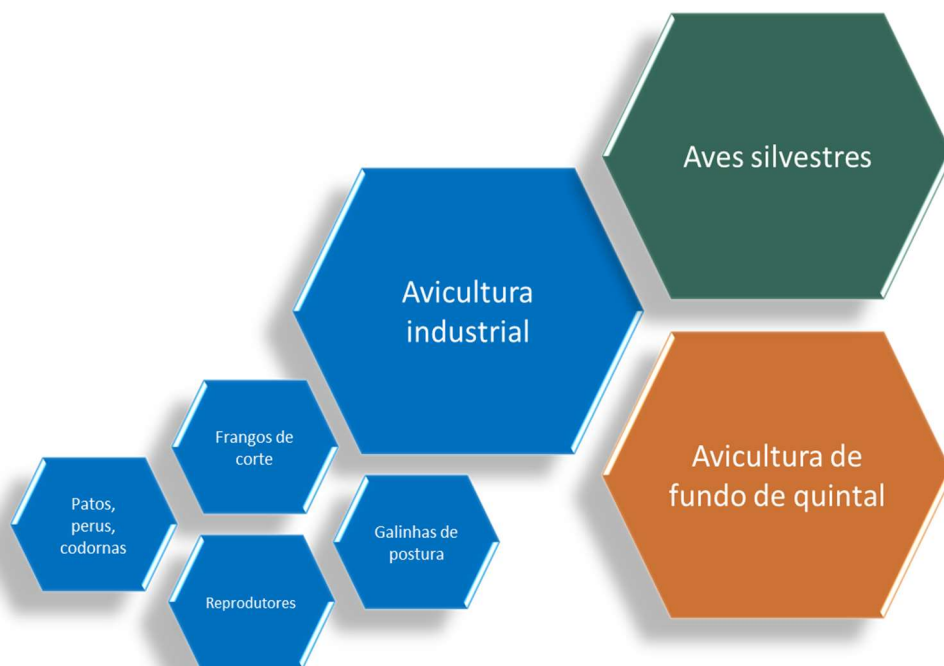 Aves silvestres
Avicultura
industrial
Frangos de
corte
Avicultura de
fundo de quintal
Patos,
perus,
codornas
Galinhas de
postura
Reprodutores